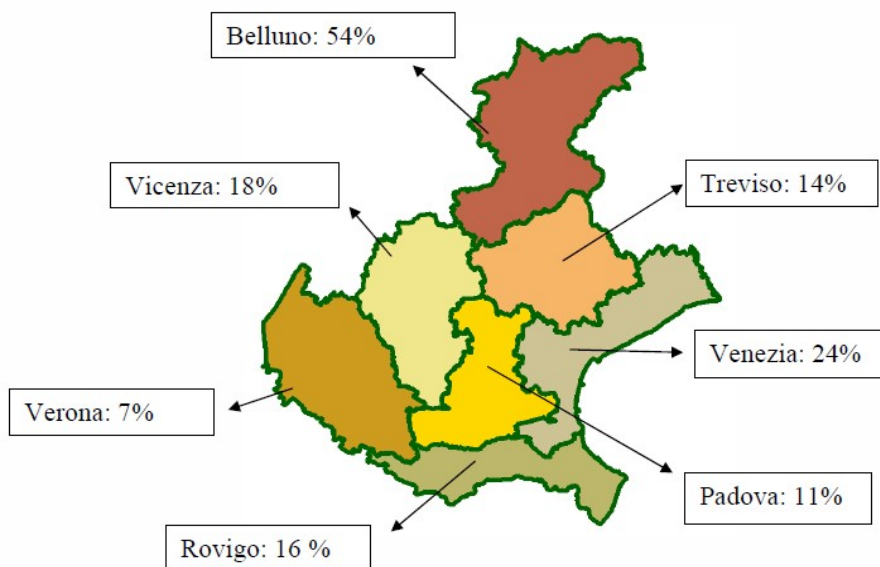 Belluno: 54%
Vicenza: 18%
Treviso: 14%
Venezia: 24%
Verona: 7%
Padova: 11%
Rovigo: 16 %